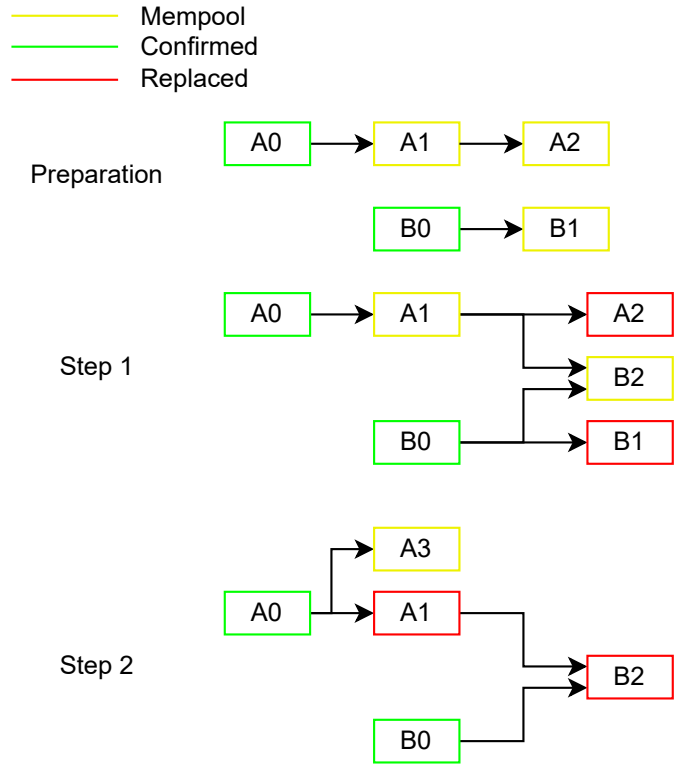 Mempool
Confirmed
Replaced
Preparation
A0 A1 A2
B0 B1
Step 1
A0 A1 A2
B2
B0 B1
Step 2
A3
A0 A1
B2
B0